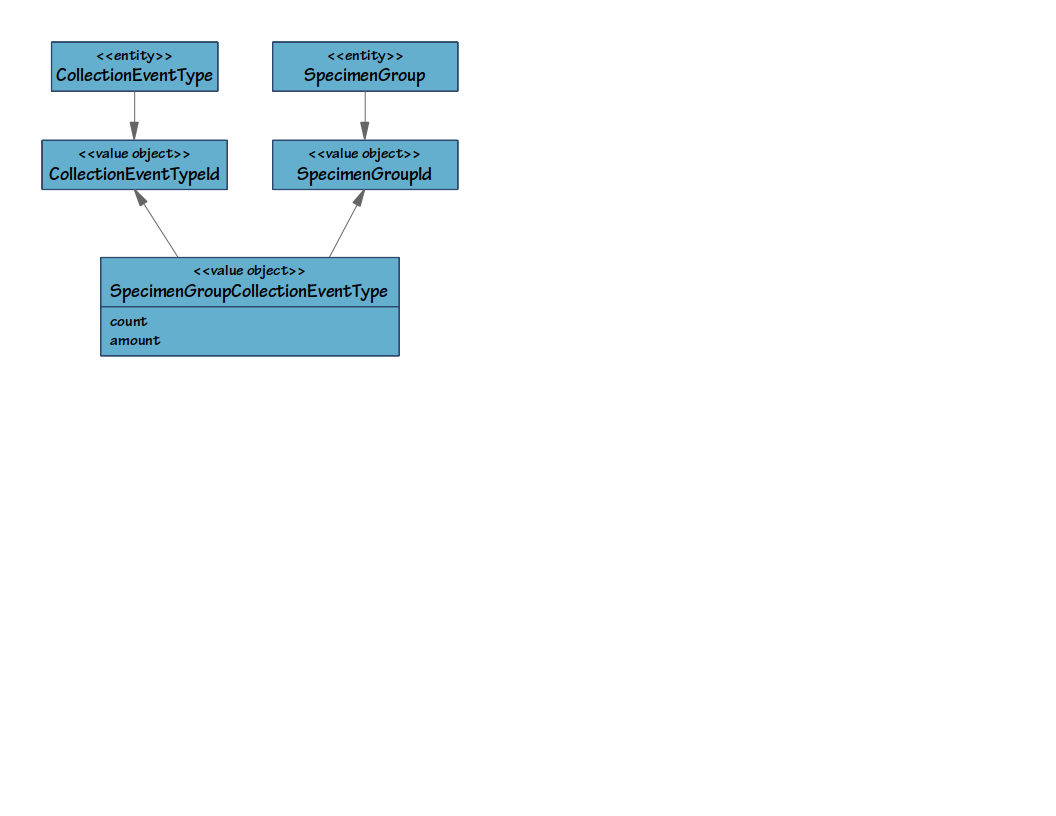 <<entity>>
CollectionEventType
<<entity>>
SpecimenGroup
<<value object>>
CollectionEventTypeId
<<value object>>
SpecimenGroupId
<<value object>>
SpecimenGroupCollectionEventType
count
amount